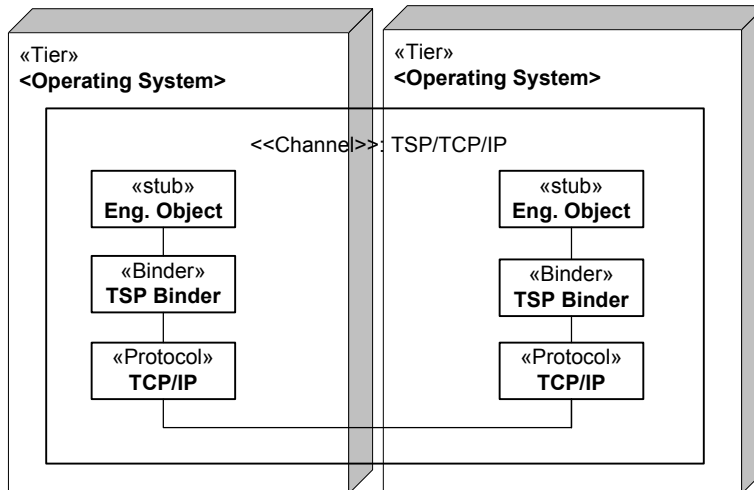 «Tier»
<Operating System>
«Tier»
<Operating System>
<<Channel>>: TSP/TCP/IP
«stub»
Eng. Object
«stub»
Eng. Object
«Binder»
TSP Binder
«Binder»
TSP Binder
«Protocol»
TCP/IP
«Protocol»
TCP/IP